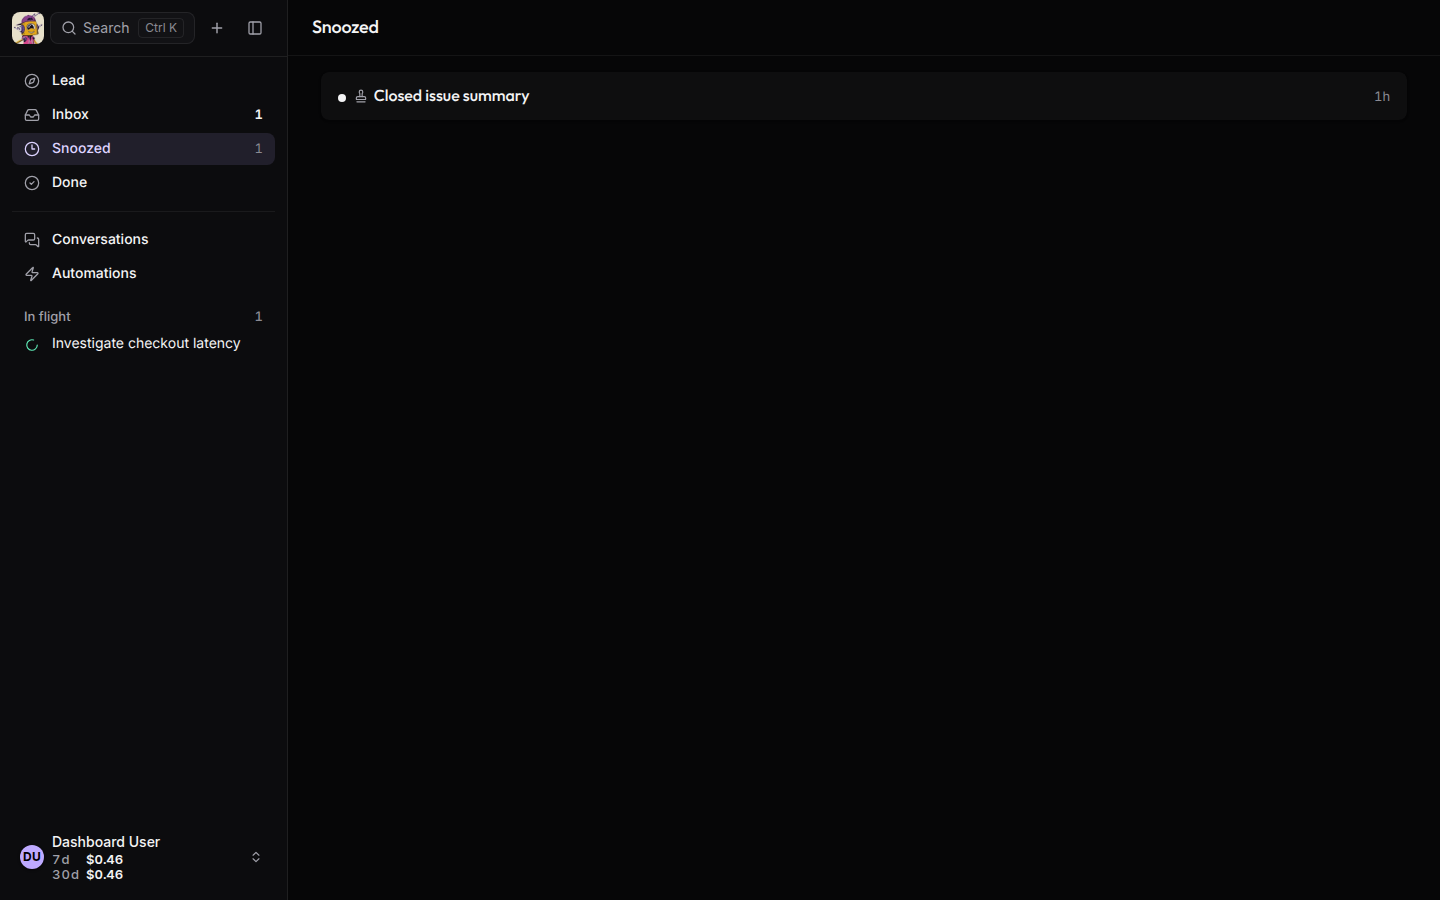 Search Ctrl K
Lead
Inbox 1
Snoozed 1
Done
Conversations
Automations
In flight 1
Investigate checkout latency
DU
Dashboard User
7d $0.46
30d $0.46
Snoozed
Closed issue summary 1h